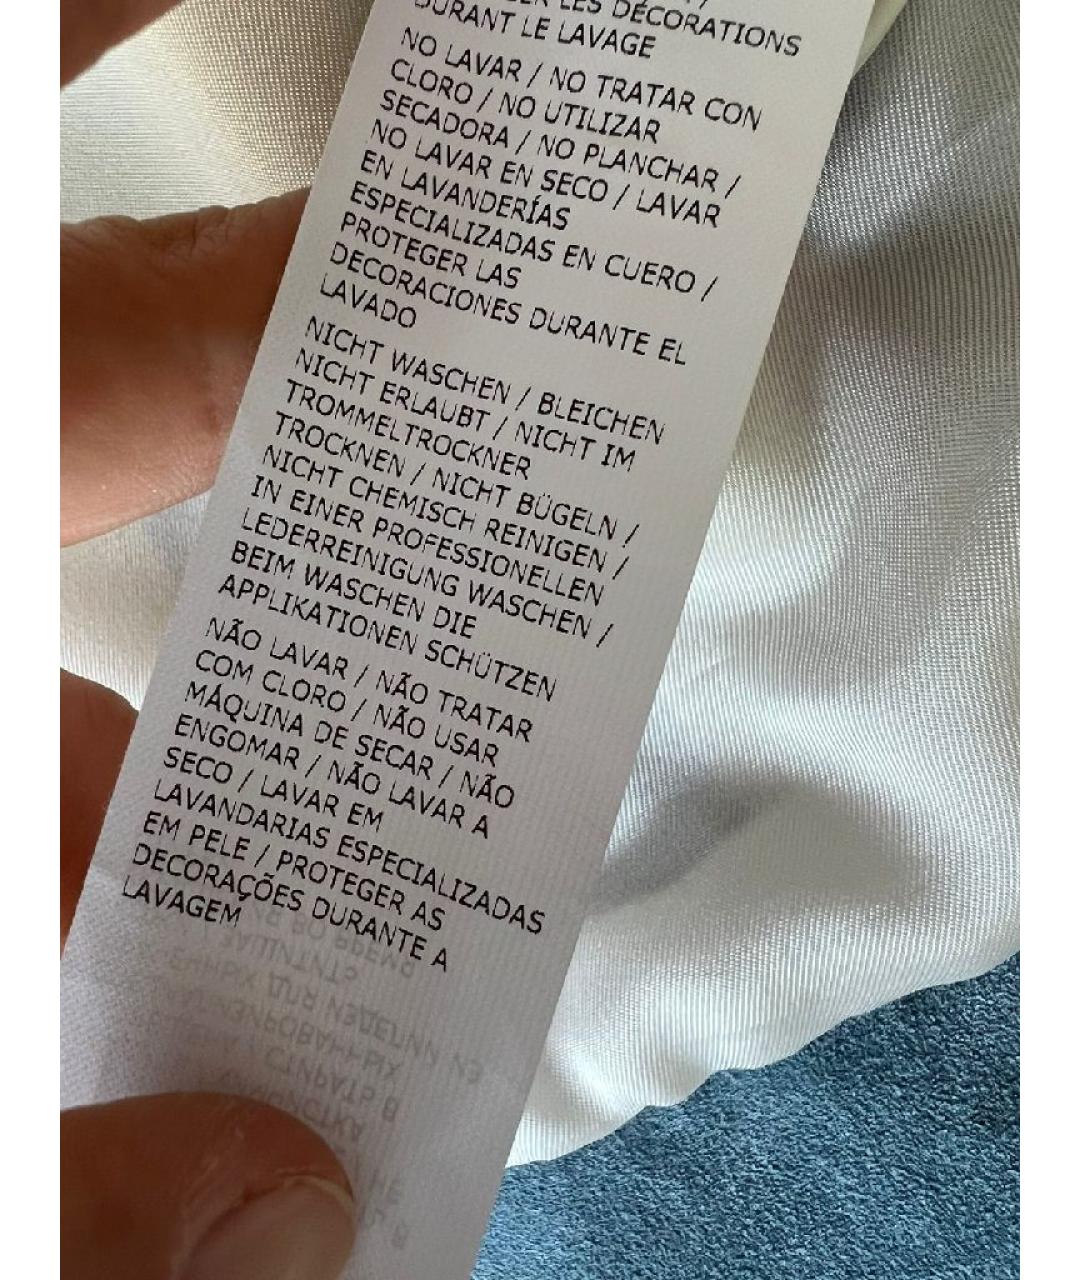 LES DÉCORATIONS
DURANT LE LAVAGE
NO LAVAR / NO TRATAR CON
CLORO / NO UTILIZAR
SECADORA / NO PLANCHAR /
NO LAVAR EN SECO / LAVAR
EN LAVANDERÍAS
ESPECIALIZADAS EN CUERO /
PROTEGER LAS
DECORACIONES DURANTE EL
LAVADO
NICHT WASCHEN / BLEICHEN
NICHT ERLAUBT / NICHT IM
TROMMELTROCKNER
TROCKNEN / NICHT BÜGELN /
NICHT CHEMISCH REINIGEN /
IN EINER PROFESSIONELLEN
LEDERREINIGUNG WASCHEN /
BEIM WASCHEN DIE
APPLIKATIONEN SCHÜTZEN
NÃO LAVAR / NÃO TRATAR
COM CLORO / NÃO USAR
MÁQUINA DE SECAR / NÃO
ENGOMAR / NÃO LAVAR A
SECO / LAVAR EM
LAVANDARIAS ESPECIALIZADAS
EM PELE / PROTEGER AS
DECORAÇÕES DURANTE A
LAVAGEM